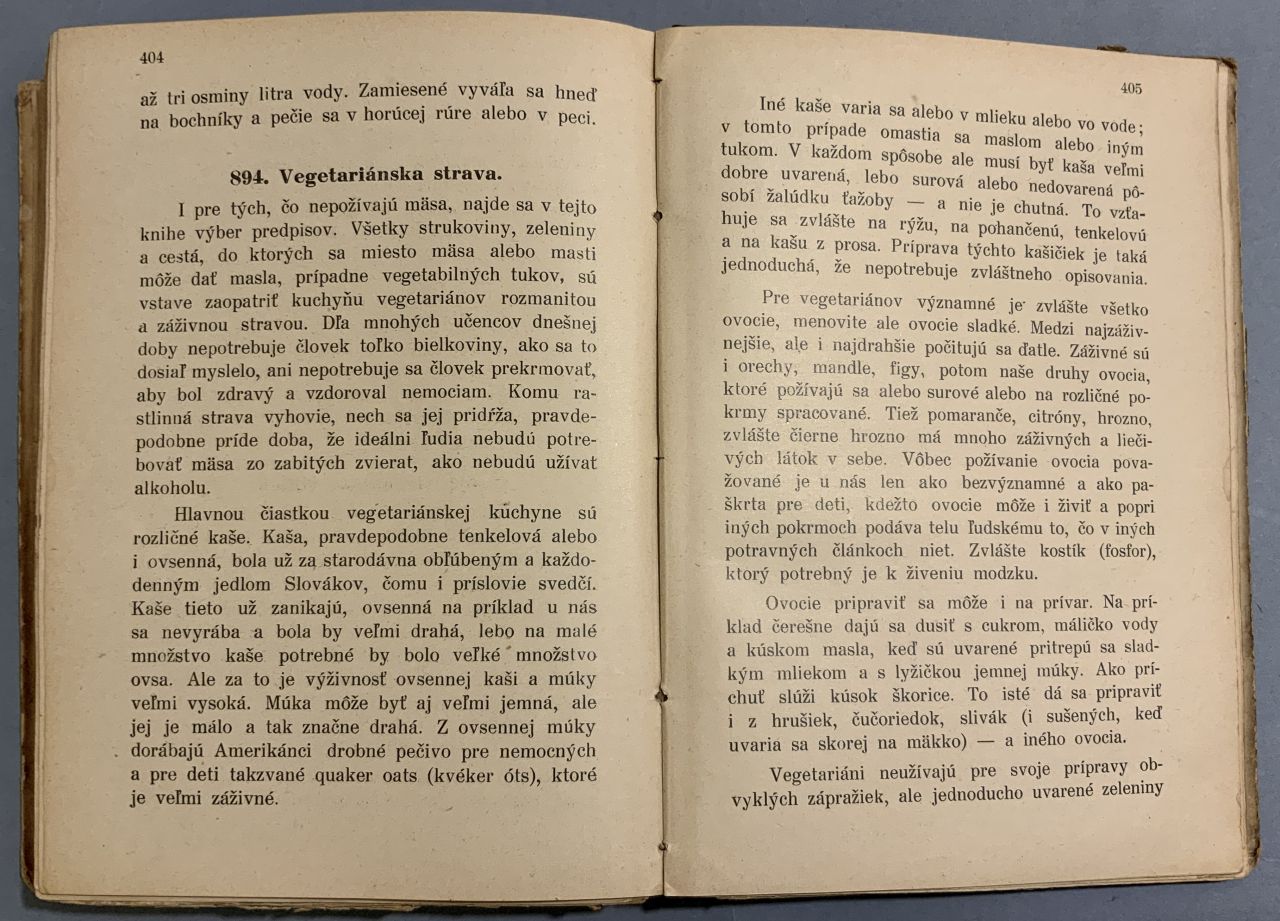 404
až tri osminy litra vody. Zamiesené vyváľa sa hneď
na bochníky a pečie sa v horúcej rúre alebo v peci.
894. Vegetariánska strava.
I pre tých, čo nepožívajú mäsa, najde sa v tejto
knihe výber predpisov. Všetky strukoviny, zeleniny
a cestá, do ktorých sa miesto mäsa alebo masti
môže dať masla, prípadne vegetabilných tukov, sú
vstave zaopatriť kuchyňu vegetariánov rozmanitou
a záživnou stravou. Dľa mnohých učencov dnešnej
doby nepotrebuje človek toľko bielkoviny, ako sa to
dosiaľ myslelo, ani nepotrebuje sa človek prekrmovať,
aby bol zdravý a vzdoroval nemociam. Komu ra-
stlinná strava vyhovie, nech sa jej pridŕža, pravde-
podobne príde doba, že ideálni ľudia nebudú potre-
bovať mäsa zo zabitých zvierat, ako nebudú užívat
alkoholu.
Hlavnou čiastkou vegetariánskej kuchyne sú
rozličné kaše. Kaša, pravdepodobne tenkelová alebo
i ovsenná, bola už za starodávna obľúbeným a každo-
denným jedlom Slovákov, čomu i príslovie svedčí.
Kaše tieto už zanikajú, ovsenná na príklad u nás
sa nevyrába a bola by veľmi drahá, lebo na malé
množstvo kaše potrebné by bolo veľké množstvo
ovsa. Ale za to je výživnosť ovsennej kaši a múky
veľmi vysoká. Múka môže byť aj veľmi jemná, ale
jej je málo a tak značne drahá. Z ovsennej múky
dorábajú Amerikánci drobné pečivo pre nemocných
a pre deti takzvané quaker oats (kvéker óts), ktoré
je veľmi záživné.
405
Iné kaše varia sa alebo v mlieku alebo vo vode;
v tomto prípade omastia sa maslom alebo iným
tukom. V každom spôsobe ale musí byť kaša veľmi
dobre uvarená, lebo surová alebo nedovarená pô-
sobí žalúdku ťažoby — a nie je chutná. To vzťa-
huje sa zvlášte na rýžu, na pohančenú, tenkelovú
a na kašu z prosa. Príprava týchto kašičiek je taká
jednoduchá, že nepotrebuje zvláštneho opisovania.
Pre vegetariánov významné je zvlášte všetko
ovocie, menovite ale ovocie sladké. Medzi najzáživ-
nejšie, ale i najdrahšie počitujú sa ďatle. Záživné sú
i orechy, mandle, figy, potom naše druhy ovocia,
ktoré požívajú sa alebo surové alebo na rozličné po-
krmy spracované. Tiež pomaranče, citróny, hrozno,
zvlášte čierne hrozno má mnoho záživných a lieči-
vých látok v sebe. Vôbec požívanie ovocia pova-
žované je u nás len ako bezvýznamné a ako pa-
škrta pre deti, kdežto ovocie môže i živiť a popri
iných pokrmoch podáva telu ľudskému to, čo v iných
potravných článkoch niet. Zvlášte kostík (fosfor),
ktorý potrebný je k živeniu modzku.
Ovocie pripraviť sa môže i na prívar. Na prí-
klad čerešne dajú sa dusiť s cukrom, máličko vody
a kúskom masla, keď sú uvarené pritrepú sa slad-
kým mliekom a s lyžičkou jemnej múky. Ako prí-
chuť slúži kúsok škorice. To isté dá sa pripraviť
i z hrušiek, čučoriedok, slivák (i sušených, keď
uvaria sa skorej na mäkko) — a iného ovocia.
Vegetariáni neužívajú pre svoje prípravy ob-
vyklých zápražiek, ale jednoducho uvarené zeleniny